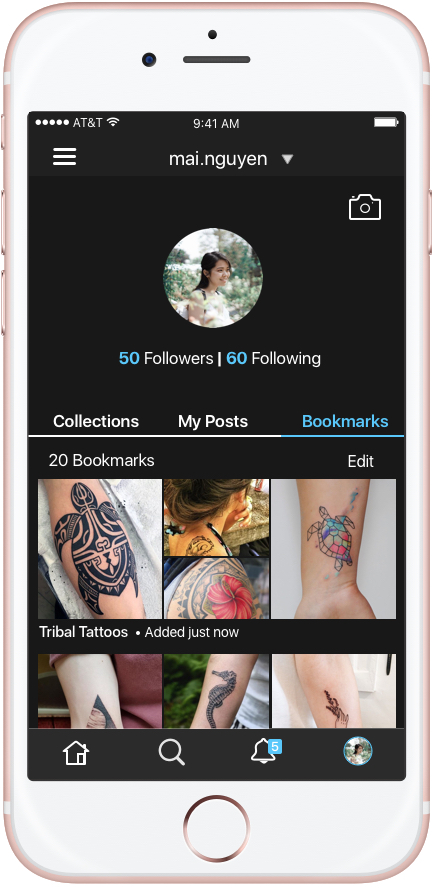 AT&T 9:41 AM
mai.nguyen
50 Followers | 60 Following
Collections My Posts Bookmarks
20 Bookmarks Edit
Tribal Tattoos • Added just now
5